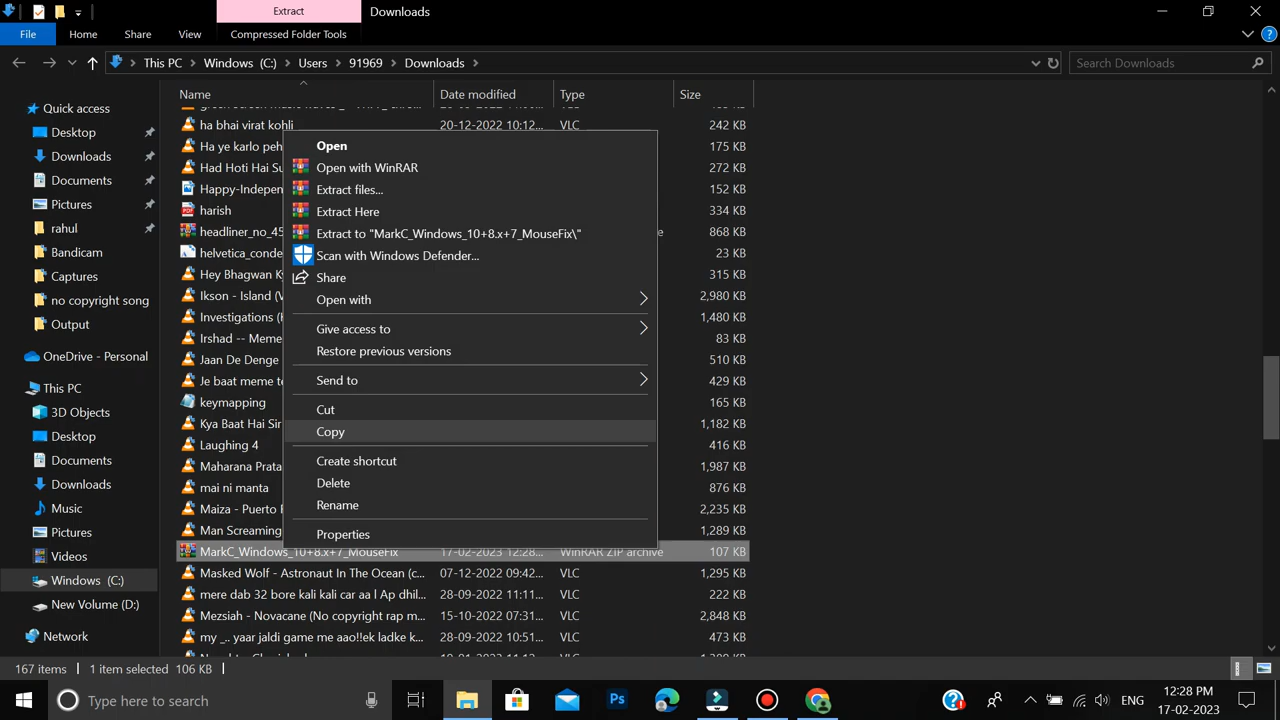 Extract
Downloads
File
Home
Share
View
Compressed Folder Tools
This PC
Windows (C:)
Users
91969
Downloads
Search Downloads
Name
Date modified
Type
Size
Quick access
Desktop
Downloads
Documents
Pictures
rahul
Bandicam
Captures
no copyright song
Output
OneDrive - Personal
This PC
3D Objects
Desktop
Documents
Downloads
Music
Pictures
Videos
Windows (C:)
New Volume (D:)
Network
ha bhai virat kohli 20-12-2022 10:12... VLC 242 KB
Ha ye karlo peh 175 KB
Had Hoti Hai Su 272 KB
Happy-Indepen 152 KB
harish 334 KB
headliner_no_45 e 868 KB
helvetica_conde 23 KB
Hey Bhagwan Ky 315 KB
Ikson - Island (V 2,980 KB
Investigations (H 1,480 KB
Irshad -- Meme 83 KB
Jaan De Denge 510 KB
Je baat meme te 429 KB
keymapping 165 KB
Kya Baat Hai Sir 1,182 KB
Laughing 4 416 KB
Maharana Prata 1,987 KB
mai ni manta 876 KB
Maiza - Puerto R 2,235 KB
Man Screaming 1,289 KB
MarkC_Windows_10+8.x+7_MouseFix 17-02-2023 12:28... WinRAR ZIP archive 107 KB
Masked Wolf - Astronaut In The Ocean (c... 07-12-2022 09:42... VLC 1,295 KB
mere dab 32 bore kali kali car aa l Ap dhil... 28-09-2022 11:11... VLC 222 KB
Mezsiah - Novacane (No copyright rap m... 15-10-2022 07:31... VLC 2,848 KB
my _.. yaar jaldi game me aao!!ek ladke k... 28-09-2022 10:51... VLC 473 KB
Open
Open with WinRAR
Extract files...
Extract Here
Extract to "MarkC_Windows_10+8.x+7_MouseFix\"
Scan with Windows Defender...
Share
Open with
Give access to
Restore previous versions
Send to
Cut
Copy
Create shortcut
Delete
Rename
Properties
167 items
1 item selected 106 KB
Type here to search
Ps
ENG
12:28 PM
17-02-2023